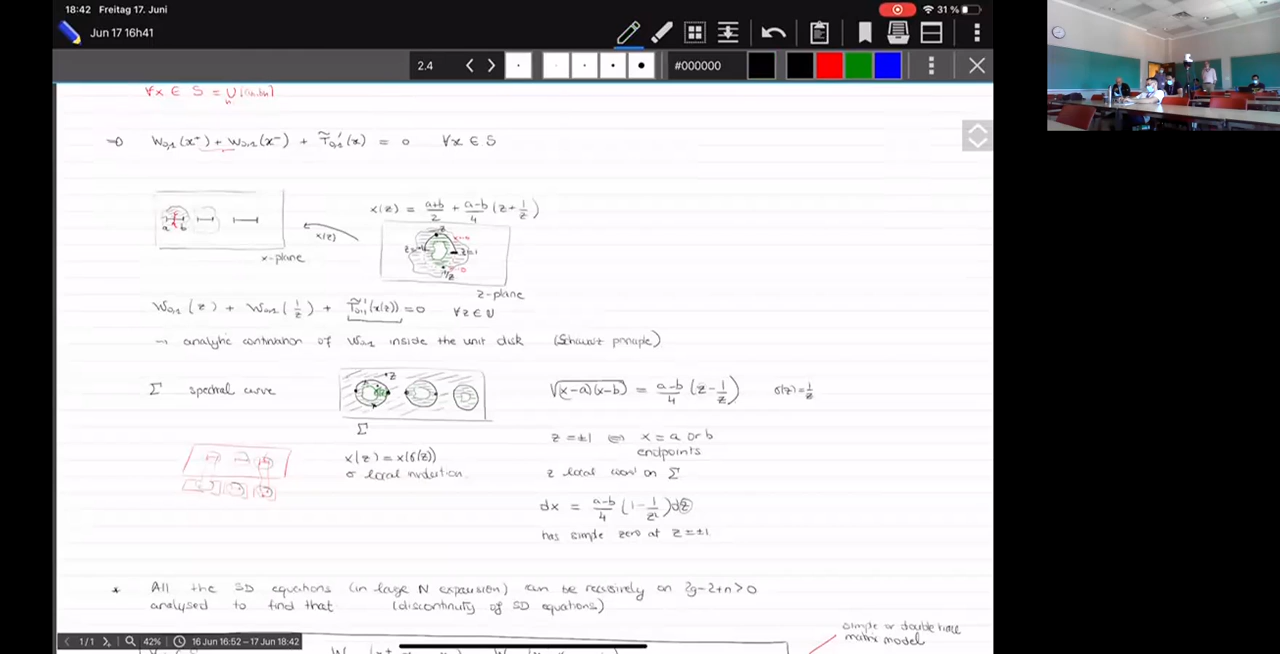 18:42 Freitag 17. Juni
31 %
Jun 17 16h41
2.4
#000000
∀x ∈ S = ∪
n
→ W₀,₁(x⁺) + W₀,₁(x⁻) + T̃₀,₁'(x) = 0 ∀x ∈ S
x(z) = a+b/2 + a-b/4 (z + 1/z)
a b
x(z)
x-plane
z
z=1
1/z
z-plane
W₀,₁(z) + W₀,₁(1/z) + T̃₀,₁'(x(z)) = 0 ∀z ∈ U
→ analytic continuation of W₀,₁ inside the unit disk (Schwarz principle)
Σ spectral curve
z
√(x-a)(x-b) = a-b/4 (z - 1/z) σ(z) = 1/z
Σ
z = ±1 ⇔ x = a or b
endpoints
x(z) = x(σ(z))
σ local involution
z local coord on Σ
dx = a-b/4 (1 - 1/z²) dz
has simple zero at z = ±1
* All the SD equations (in large N expansion) can be recursively on 2g-2+n>0
analysed to find that (discontinuity of SD equations)
simple or double trace
matrix model
1/1 42% 16 Jun 16:52 – 17 Jun 18:42